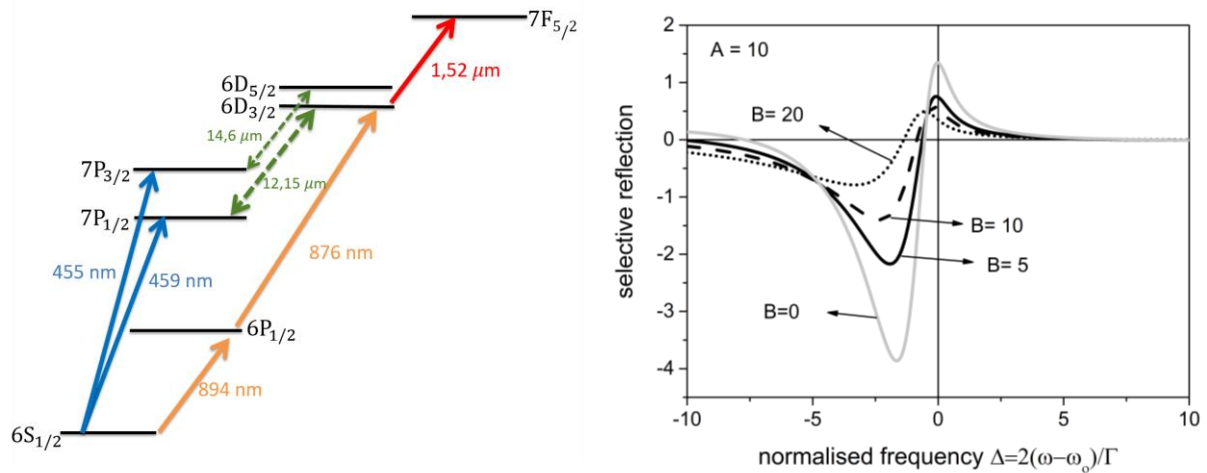 7F5/2
1,52 μm
6D5/2
6D3/2
14,6 μm
12,15 μm
7P3/2
7P1/2
876 nm
455 nm
459 nm
6P1/2
894 nm
6S1/2
2
1
0
-1
-2
-3
-4
selective reflection
A = 10
B= 20
B= 10
B= 5
B=0
-10
-5
0
5
10
normalised frequency Δ=2(ω−ωo)/Γ